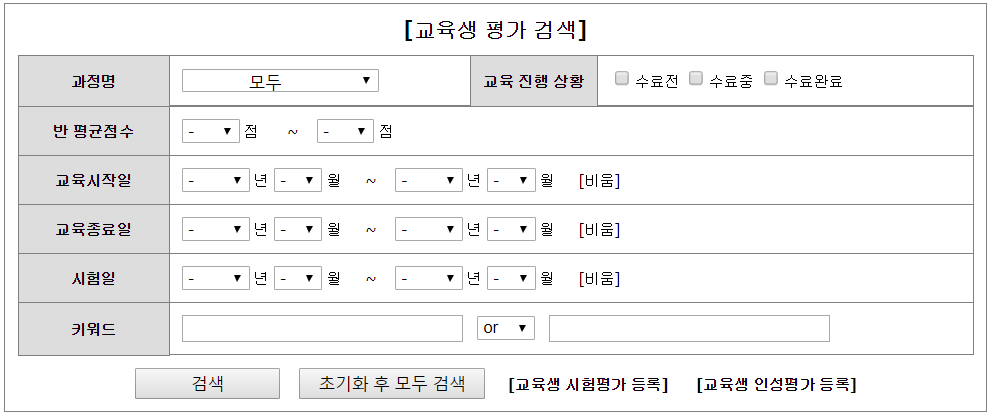 [교육생 평가 검색]
과정명 모두 교육 진행 상황 수료전 수료중 수료완료
반 평균점수 - 점 ~ - 점
교육시작일 - 년 - 월 ~ - 년 - 월 [비움]
교육종료일 - 년 - 월 ~ - 년 - 월 [비움]
시험일 - 년 - 월 ~ - 년 - 월 [비움]
키워드 or
검색 초기화 후 모두 검색 [교육생 시험평가 등록] [교육생 인성평가 등록]